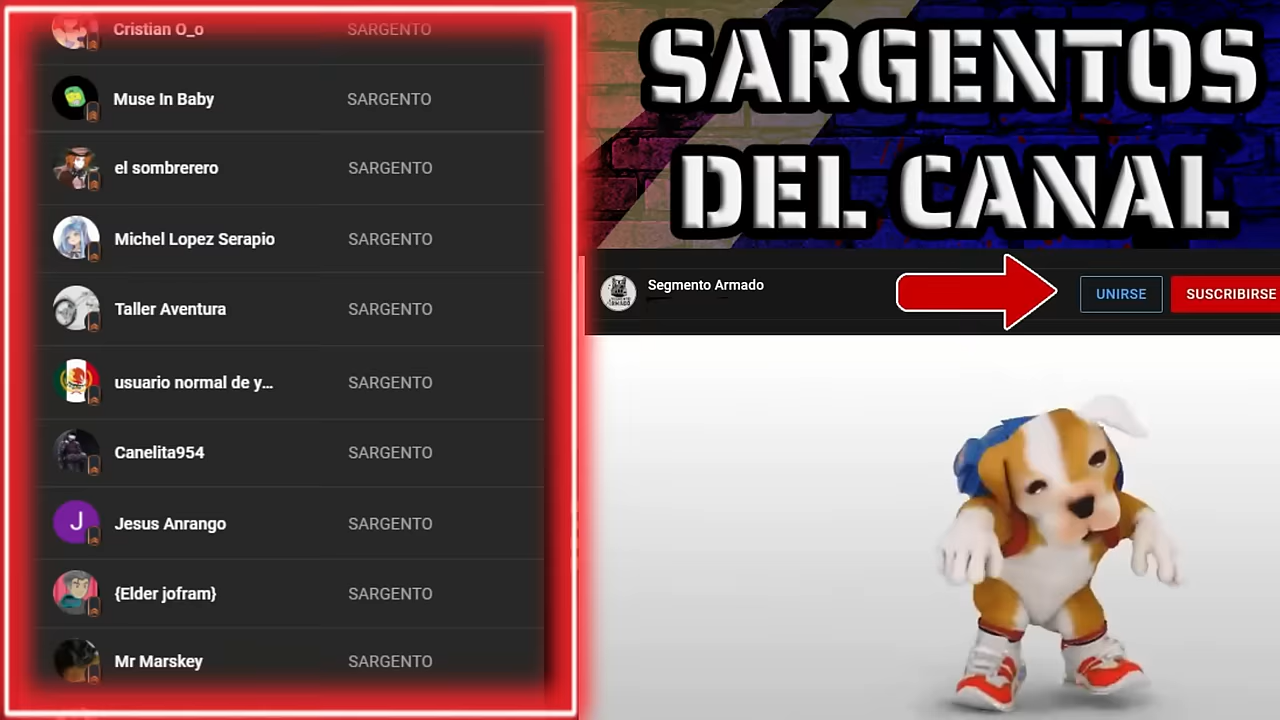 Cristian O_o SARGENTO
Muse In Baby SARGENTO
el sombrerero SARGENTO
Michel Lopez Serapio SARGENTO
Taller Aventura SARGENTO
usuario normal de y... SARGENTO
Canelita954 SARGENTO
J
Jesus Anrango SARGENTO
{Elder jofram} SARGENTO
Mr Marskey SARGENTO
SARGENTOS
DEL CANAL
Segmento Armado
UNIRSE
SUSCRIBIRSE